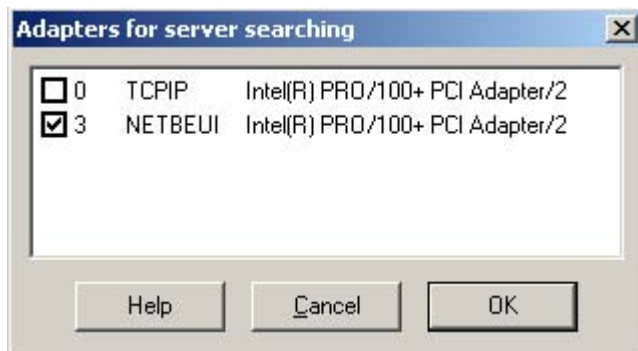 Adapters for server searching
0 TCPIP Intel(R) PRO/100+ PCI Adapter/2
3 NETBEUI Intel(R) PRO/100+ PCI Adapter/2
Help Cancel OK